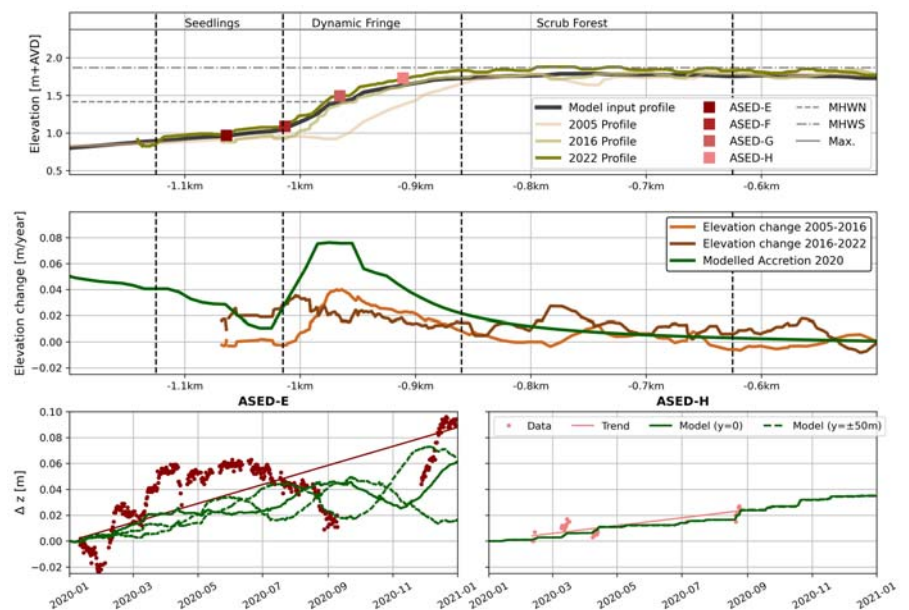 Seedlings Dynamic Fringe Scrub Forest
Elevation [m+AVD]
2.0
1.5
1.0
0.5
Model input profile
2005 Profile
2016 Profile
2022 Profile
ASED-E
ASED-F
ASED-G
ASED-H
MHWN
MHWS
Max.
-1.1km -1km -0.9km -0.8km -0.7km -0.6km
Elevation change [m/year]
0.08
0.06
0.04
0.02
0.00
−0.02
Elevation change 2005-2016
Elevation change 2016-2022
Modelled Accretion 2020
-1.1km -1km -0.9km -0.8km -0.7km -0.6km
ASED-E
Δ z [m]
0.10
0.08
0.06
0.04
0.02
0.00
−0.02
2020-01 2020-03 2020-05 2020-07 2020-09 2020-11 2021-01
ASED-H
Data Trend Model (y=0) Model (y=±50m)
2020-01 2020-03 2020-05 2020-07 2020-09 2020-11 2021-01